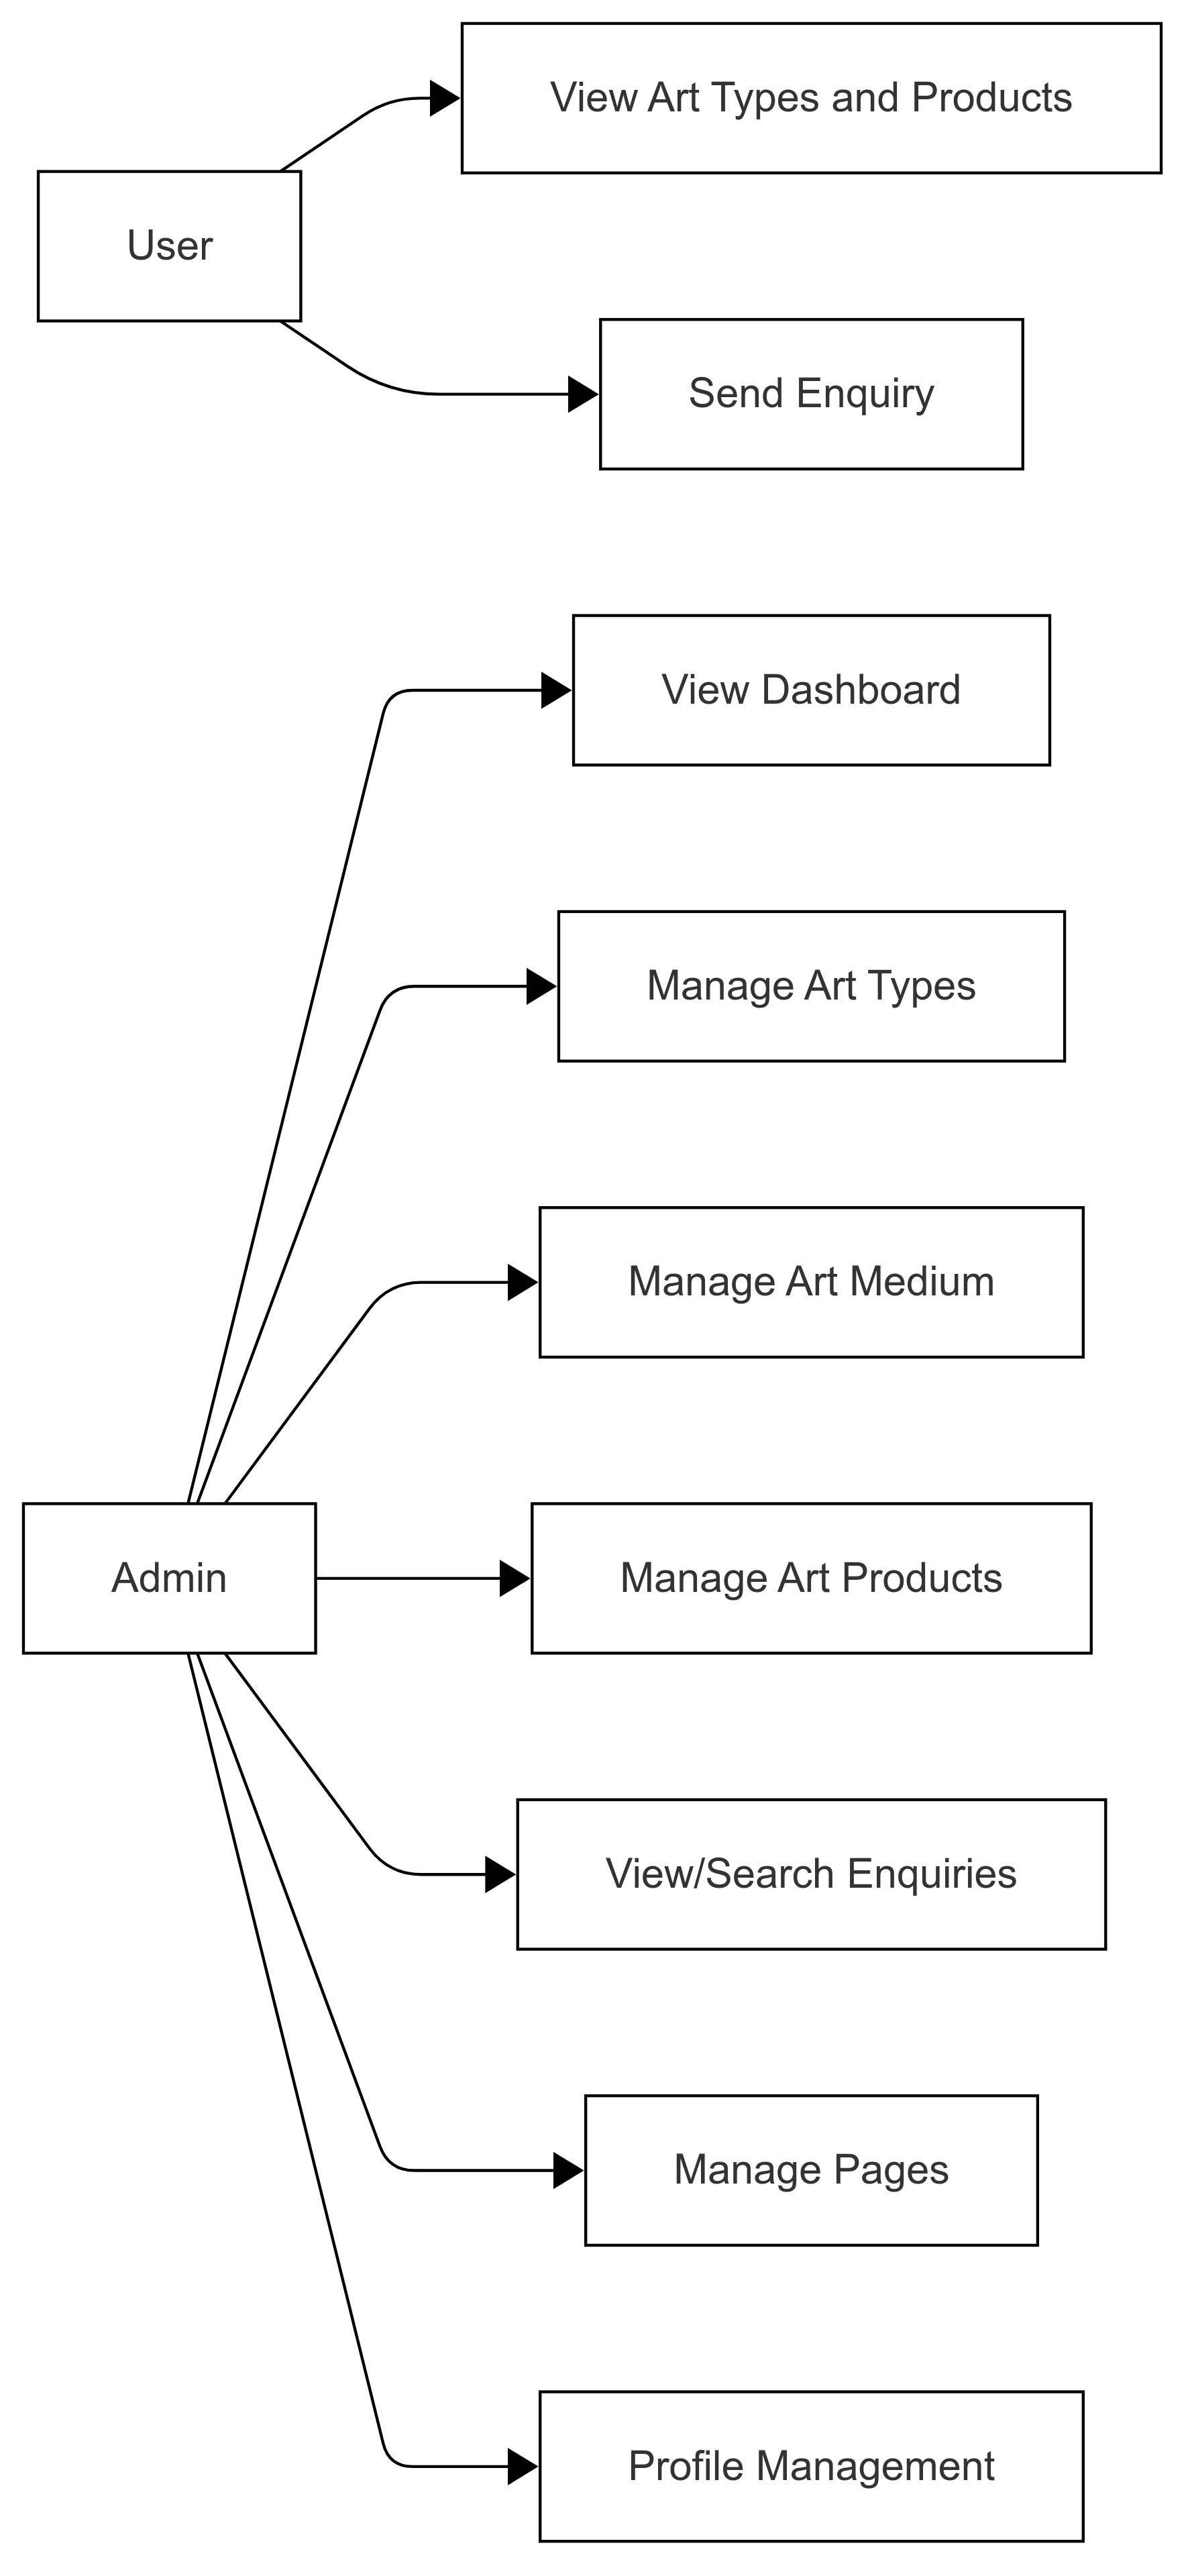 View Art Types and Products
User
Send Enquiry
View Dashboard
Manage Art Types
Manage Art Medium
Admin
Manage Art Products
View/Search Enquiries
Manage Pages
Profile Management